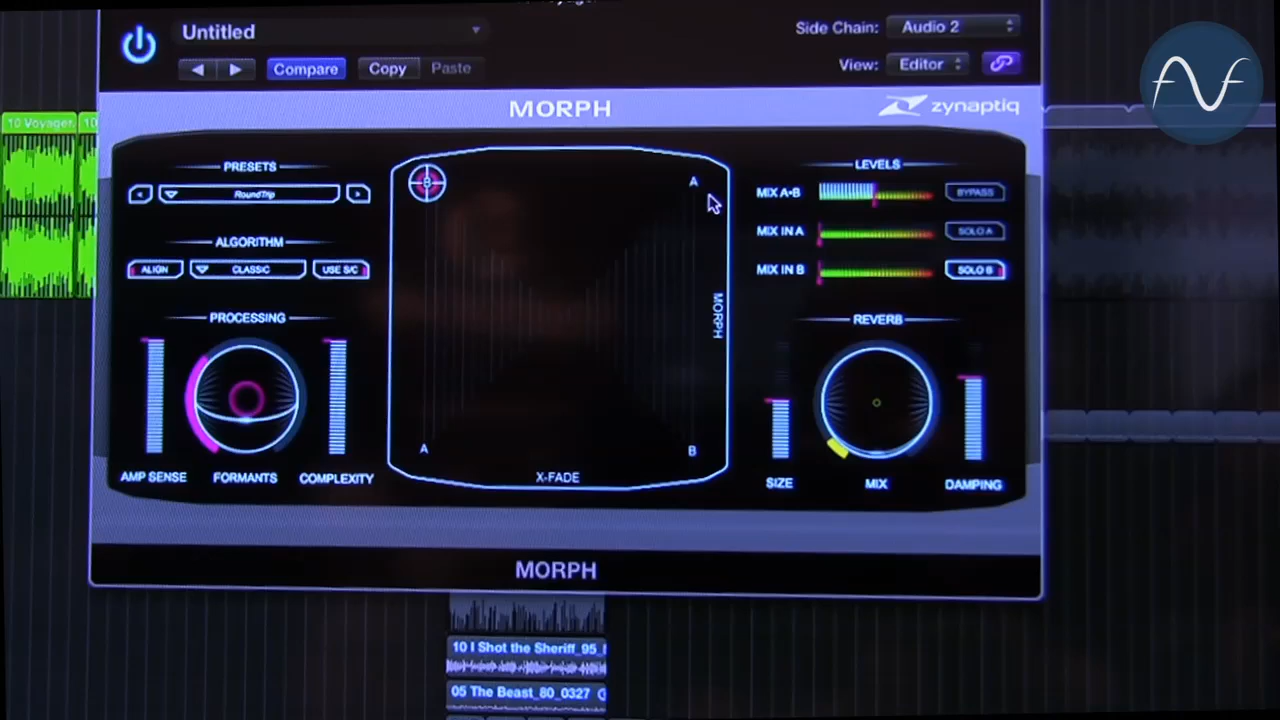 Untitled
Side Chain: Audio 2
Compare
Copy
Paste
View: Editor
MORPH
zynaptiq
10 Voyager
10
PRESETS
RoundTrip
ALGORITHM
ALIGN
CLASSIC
USE S/C
PROCESSING
AMP SENSE
FORMANTS
COMPLEXITY
B
A
MORPH
A
B
X-FADE
LEVELS
MIX A•B
BYPASS
MIX IN A
SOLO A
MIX IN B
SOLO B
REVERB
SIZE
MIX
DAMPING
MORPH
10 I Shot the Sheriff_95_
05 The Beast_80_0327